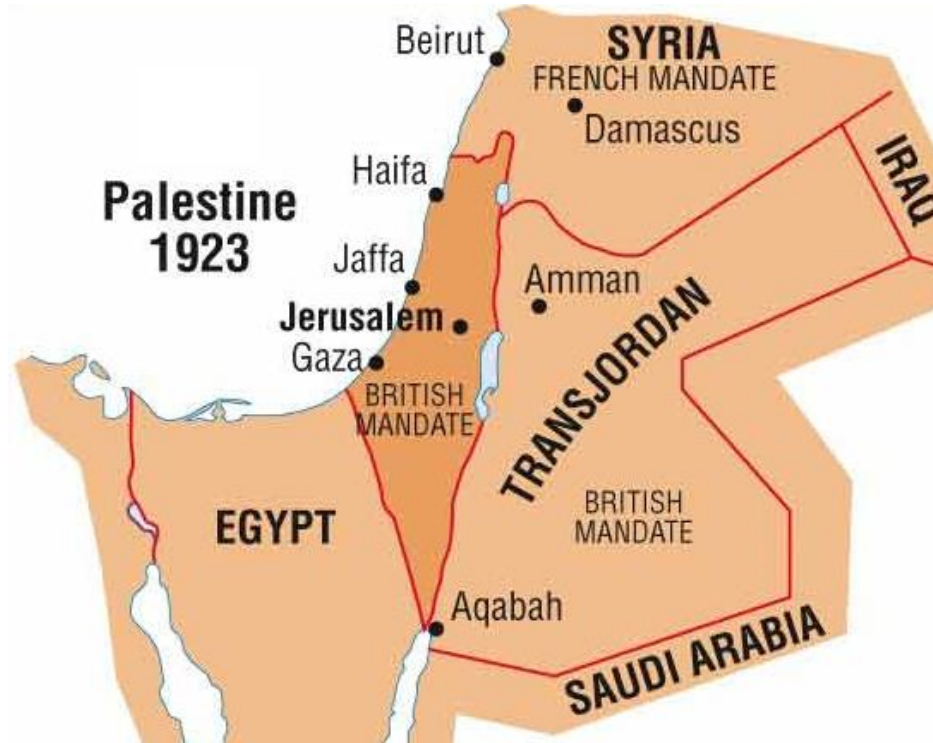 Beirut
SYRIA
FRENCH MANDATE
Damascus
IRAQ
Haifa
Palestine
1923
Jaffa
Amman
Jerusalem
Gaza
TRANSJORDAN
BRITISH
MANDATE
EGYPT
BRITISH
MANDATE
Aqabah
SAUDI ARABIA